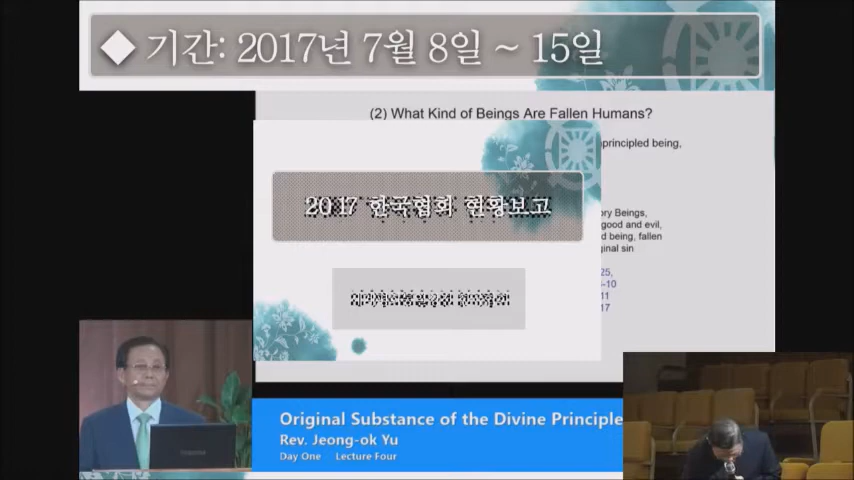 ◆ 기간: 2017년 7월 8일 ~ 15일
(2) What Kind of Beings Are Fallen Humans?
principled being,
2017 한국협회 현황보고
ory Beings,
good and evil,
d being, fallen
ginal sin
25,
-10
11
17
Original Substance of the Divine Principle
Rev. Jeong-ok Yu
Day One Lecture Four